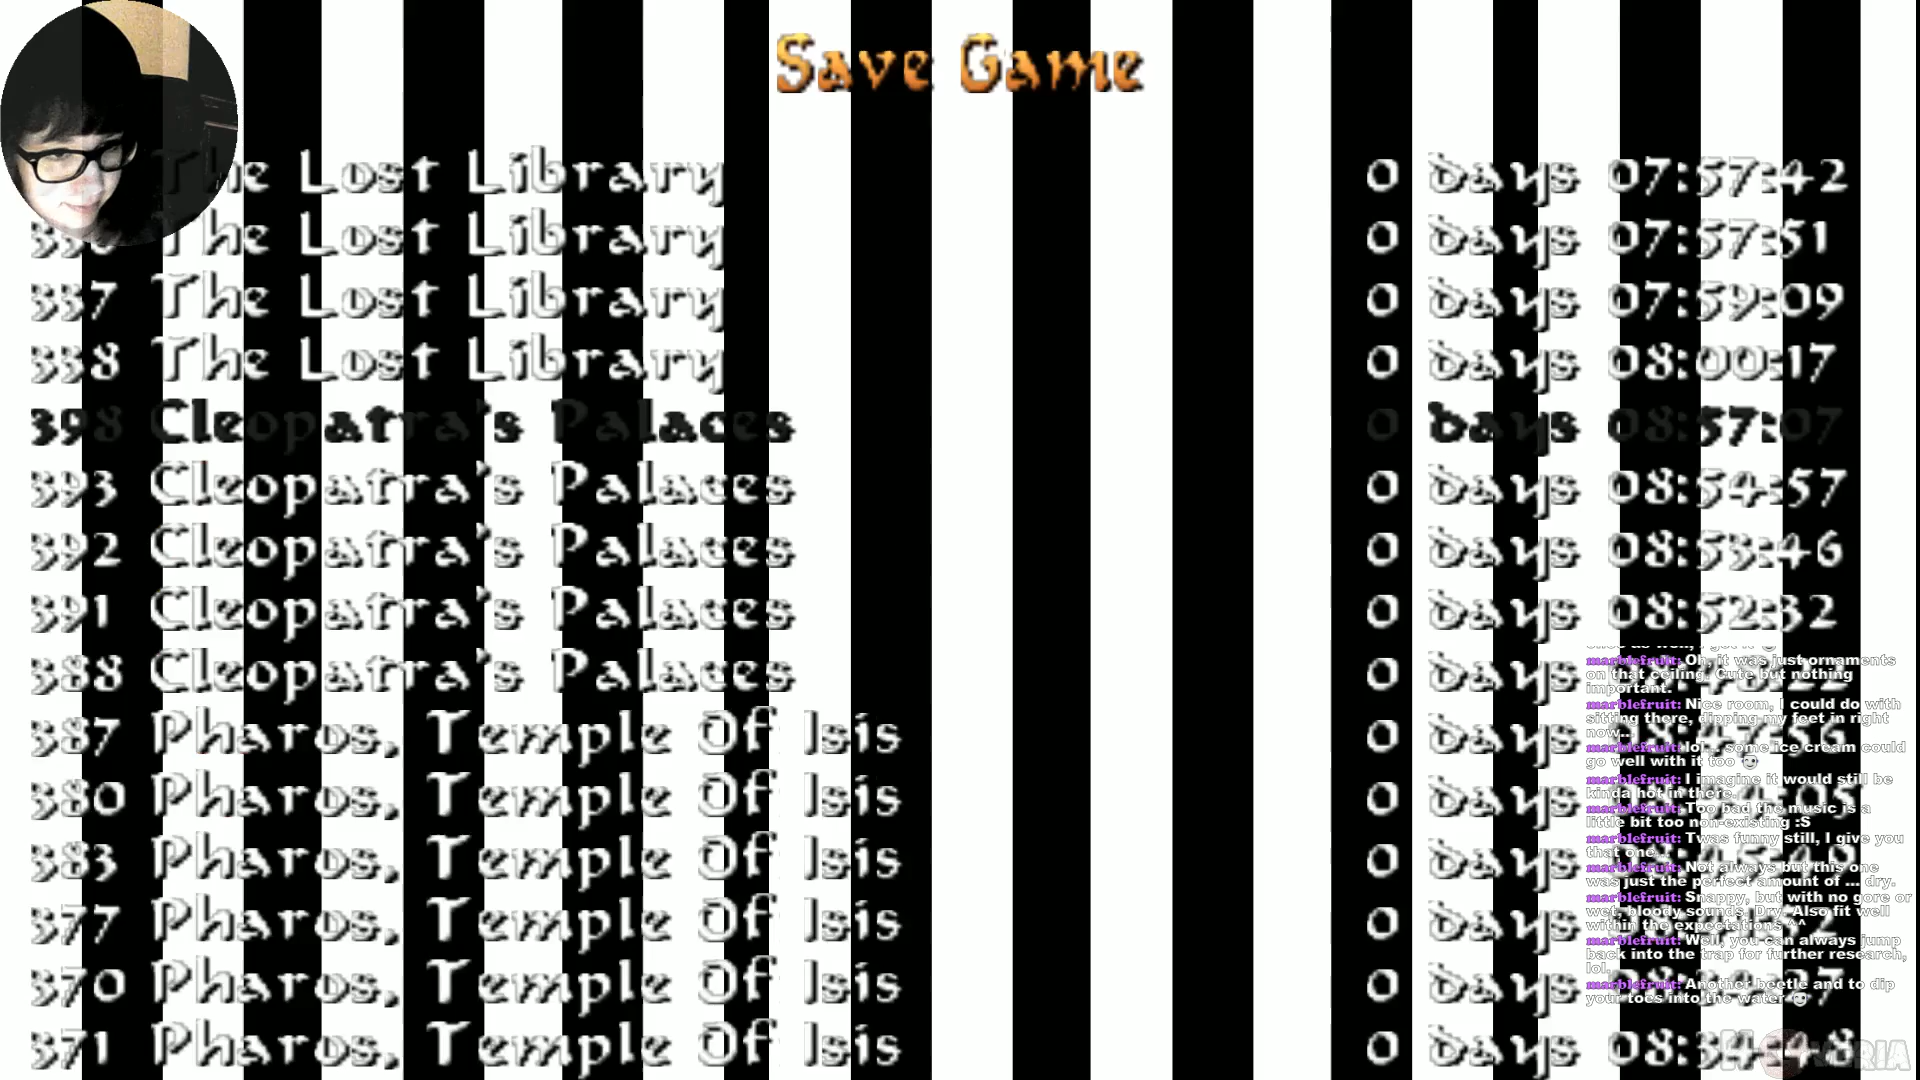 Save Game
The Lost Library 0 days 07:57:42
The Lost Library 0 days 07:57:51
337 The Lost Library 0 days 07:59:09
338 The Lost Library 0 days 08:00:17
398 Cleopatra's Palaces 0 days 08:57:07
393 Cleopatra's Palaces 0 days 08:54:57
392 Cleopatra's Palaces 0 days 08:53:46
391 Cleopatra's Palaces 0 days 08:52:32
388 Cleopatra's Palaces 0 days
387 Pharos, Temple Of Isis 0 days
380 Pharos, Temple Of Isis 0 days
383 Pharos, Temple Of Isis 0 days
377 Pharos, Temple Of Isis 0 days
370 Pharos, Temple Of Isis 0 days
371 Pharos, Temple Of Isis 0 days 08:34:48
marblefruit: Oh, it was just ornaments
on that ceiling. Cute but nothing
important.
marblefruit: Nice room, I could do with
sitting there, dipping my feet in right
now...
marblefruit: lol... some ice cream could
go well with it too
marblefruit: I imagine it would still be
kinda hot in there.
marblefruit: Too bad the music is a
little bit too non-existing :S
marblefruit: Twas funny still, I give you
that one...
marblefruit: Not always but this one
was just the perfect amount of ... dry.
marblefruit: Snappy, but with no gore or
wet, bloody sounds. Dry. Also fit well
within the expectations ^^
marblefruit: Well, you can always jump
back into the trap for further research,
lol.
marblefruit: Another beetle and to dip
your toes into the water